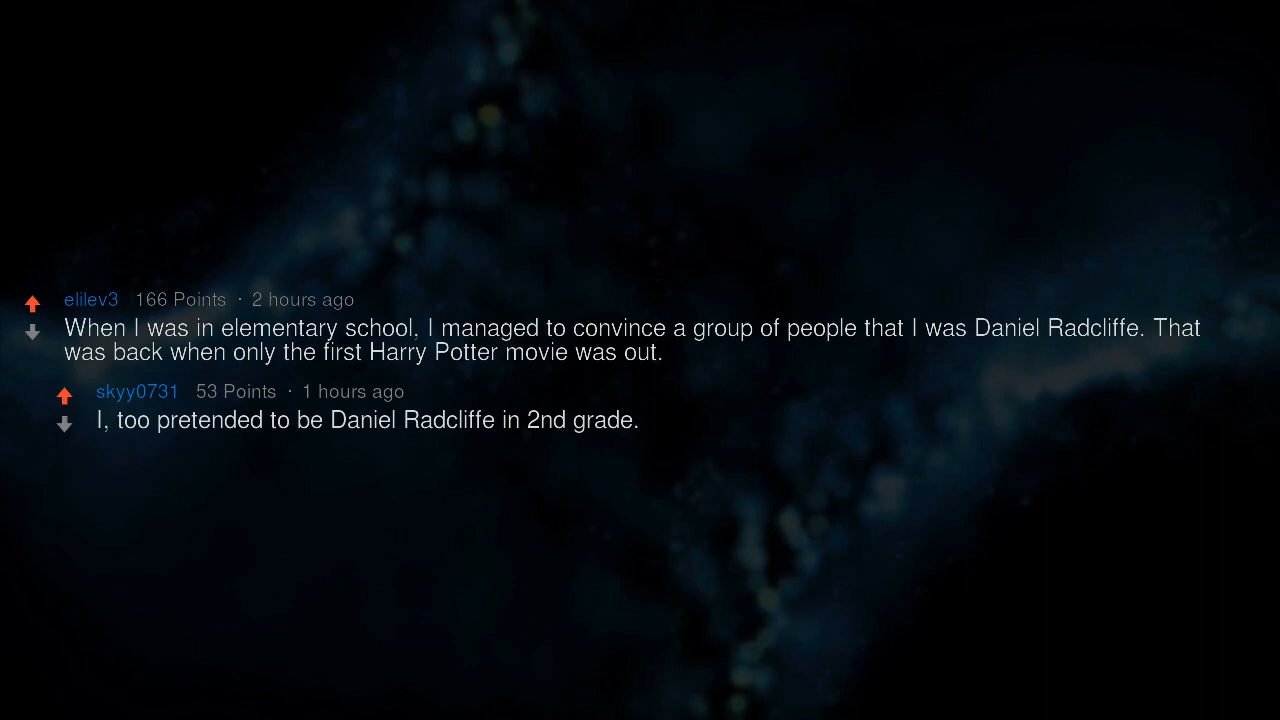 elilev3 166 Points · 2 hours ago
When I was in elementary school, I managed to convince a group of people that I was Daniel Radcliffe. That
was back when only the first Harry Potter movie was out.
skyy0731 53 Points · 1 hours ago
I, too pretended to be Daniel Radcliffe in 2nd grade.